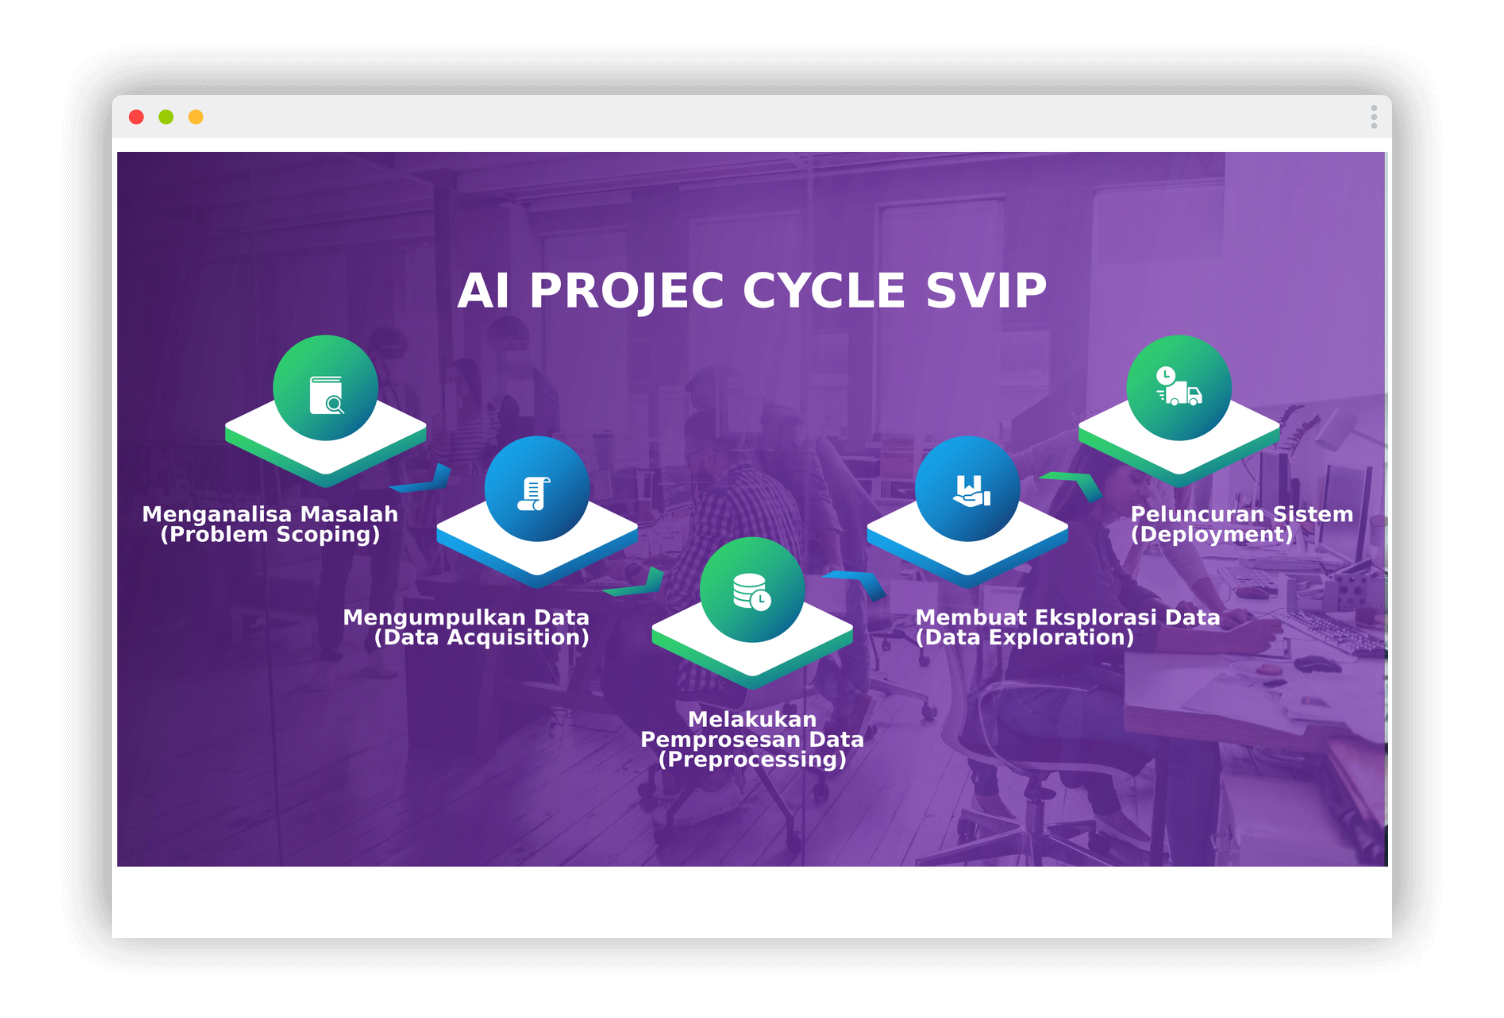 AI PROJEC CYCLE SVIP
Menganalisa Masalah
(Problem Scoping)
Mengumpulkan Data
(Data Acquisition)
Melakukan
Pemprosesan Data
(Preprocessing)
Membuat Eksplorasi Data
(Data Exploration)
Peluncuran Sistem
(Deployment)